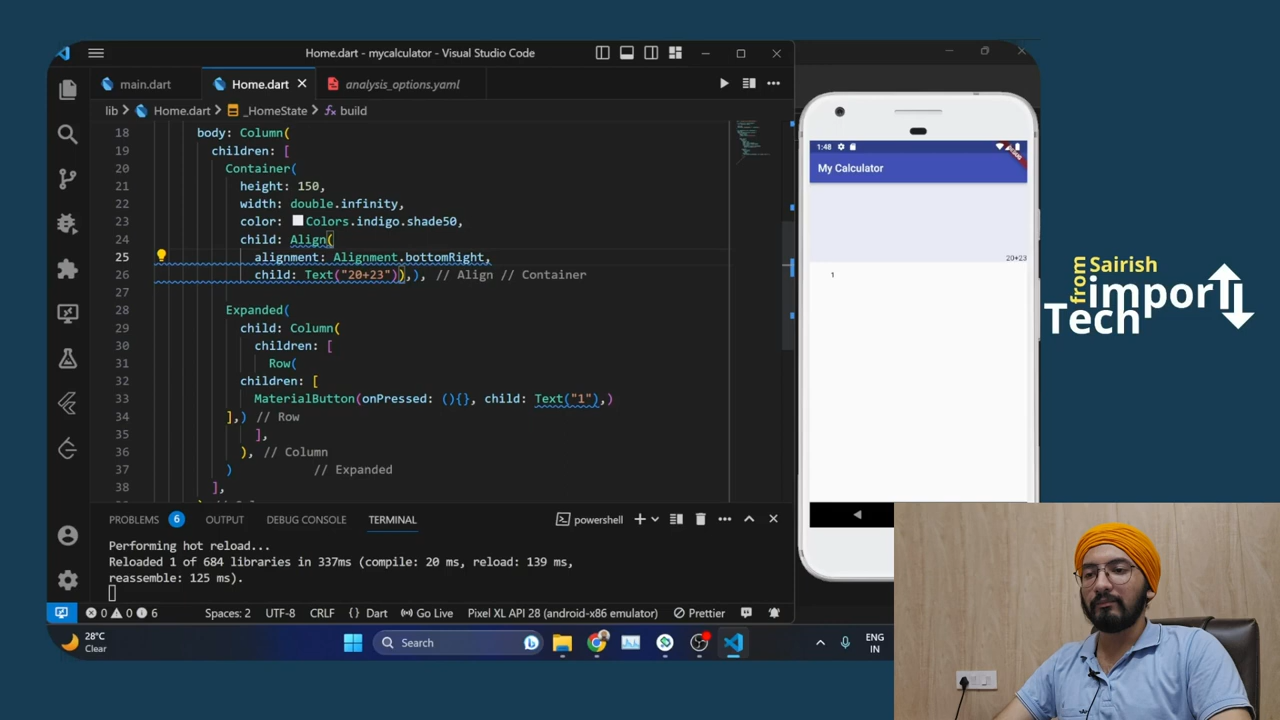 Home.dart - mycalculator - Visual Studio Code
main.dart
Home.dart
analysis_options.yaml
lib > Home.dart > _HomeState > build
18 body: Column(
19 children: [
20 Container(
21 height: 150,
22 width: double.infinity,
23 color: Colors.indigo.shade50,
24 child: Align(
25 alignment: Alignment.bottomRight,
26 child: Text("20+23")),), // Align // Container
27
28 Expanded(
29 child: Column(
30 children: [
31 Row(
32 children: [
33 MaterialButton(onPressed: (){}, child: Text("1"),)
34 ],) // Row
35 ],
36 ), // Column
37 ) // Expanded
38 ],
PROBLEMS 6 OUTPUT DEBUG CONSOLE TERMINAL powershell
Performing hot reload...
Reloaded 1 of 684 libraries in 337ms (compile: 20 ms, reload: 139 ms,
reassemble: 125 ms).
0 0 6 Spaces: 2 UTF-8 CRLF {} Dart Go Live Pixel XL API 28 (android-x86 emulator) Prettier
28°C
Clear
Search
ENG
IN
1:48
My Calculator
20+23
1
from
Sairish
import
Tech